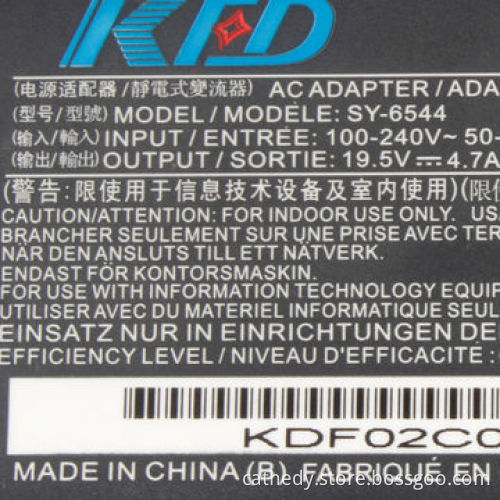 KFD
(电源适配器/靜電式變流器) AC ADAPTER / ADA
(型号/型號) MODEL / MODÈLE: SY-6544
(输入/輸入) INPUT / ENTRÉE: 100-240V~ 50-
(输出/輸出) OUTPUT / SORTIE: 19.5V⎓4.7A
(警告:限使用于信息技术设备及室内使用) (限
CAUTION/ATTENTION: FOR INDOOR USE ONLY. US
BRANCHER SEULEMENT SUR UNE PRISE AVEC TER
NÄR DEN ANSLUTS TILL ETT NÄTVERK.
ENDAST FÖR KONTORSMASKIN.
FOR USE WITH INFORMATION TECHNOLOGY EQUIP
UTILISER AVEC DU MATERIEL INFORMATIQUE SEUL
EINSATZ NUR IN EINRICHTUNGEN DE
EFFICIENCY LEVEL / NIVEAU D'EFFICACITÉ :
KDF02C0
MADE IN CHINA (B) FABRIQUÉ EN
cathedy.store.bossgoo.com